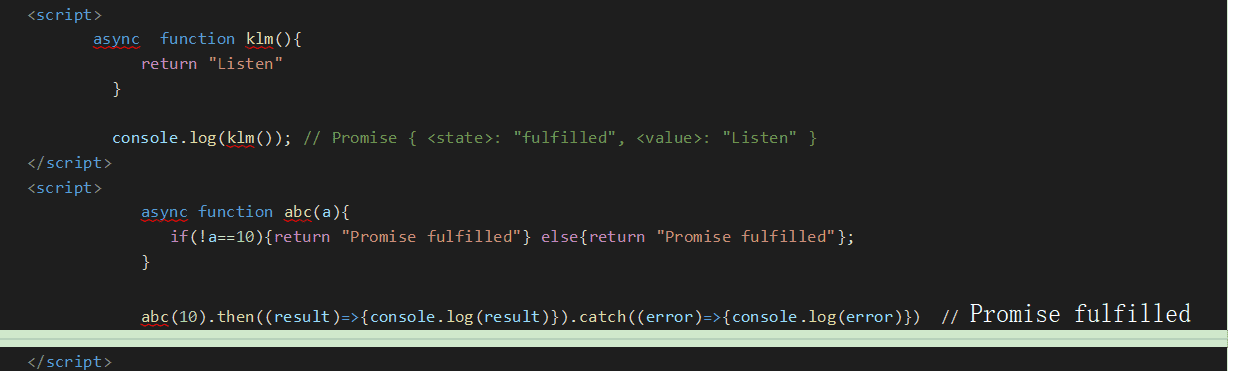 <script>
async function klm(){
return "Listen"
}
console.log(klm()); // Promise { <state>: "fulfilled", <value>: "Listen" }
</script>
<script>
async function abc(a){
if(!a==10){return "Promise fulfilled"} else{return "Promise fulfilled"};
}
abc(10).then((result)=>{console.log(result)}).catch((error)=>{console.log(error)}) // Promise fulfilled
</script>